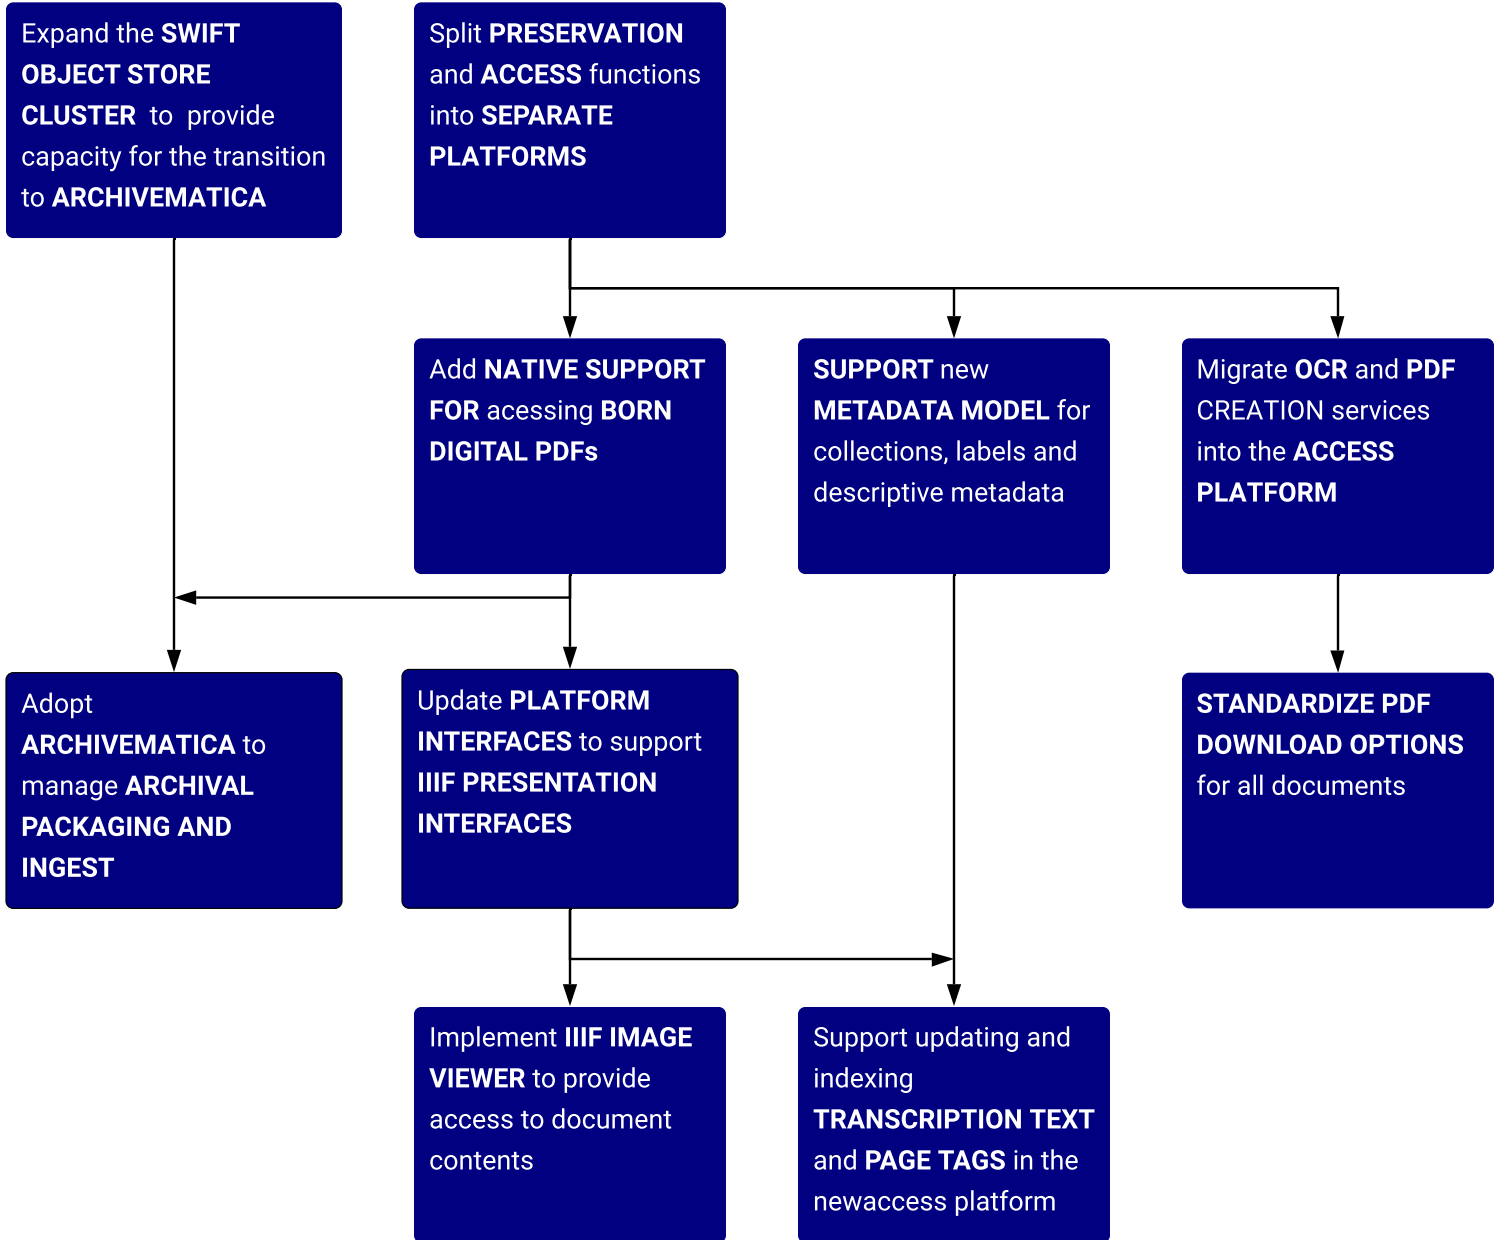 Expand the SWIFT
OBJECT STORE
CLUSTER to provide
capacity for the transition
to ARCHIVEMATICA
Split PRESERVATION
and ACCESS functions
into SEPARATE
PLATFORMS
Add NATIVE SUPPORT
FOR acessing BORN
DIGITAL PDFs
SUPPORT new
METADATA MODEL for
collections, labels and
descriptive metadata
Migrate OCR and PDF
CREATION services
into the ACCESS
PLATFORM
Adopt
ARCHIVEMATICA to
manage ARCHIVAL
PACKAGING AND
INGEST
Update PLATFORM
INTERFACES to support
IIIF PRESENTATION
INTERFACES
STANDARDIZE PDF
DOWNLOAD OPTIONS
for all documents
Implement IIIF IMAGE
VIEWER to provide
access to document
contents
Support updating and
indexing
TRANSCRIPTION TEXT
and PAGE TAGS in the
newaccess platform